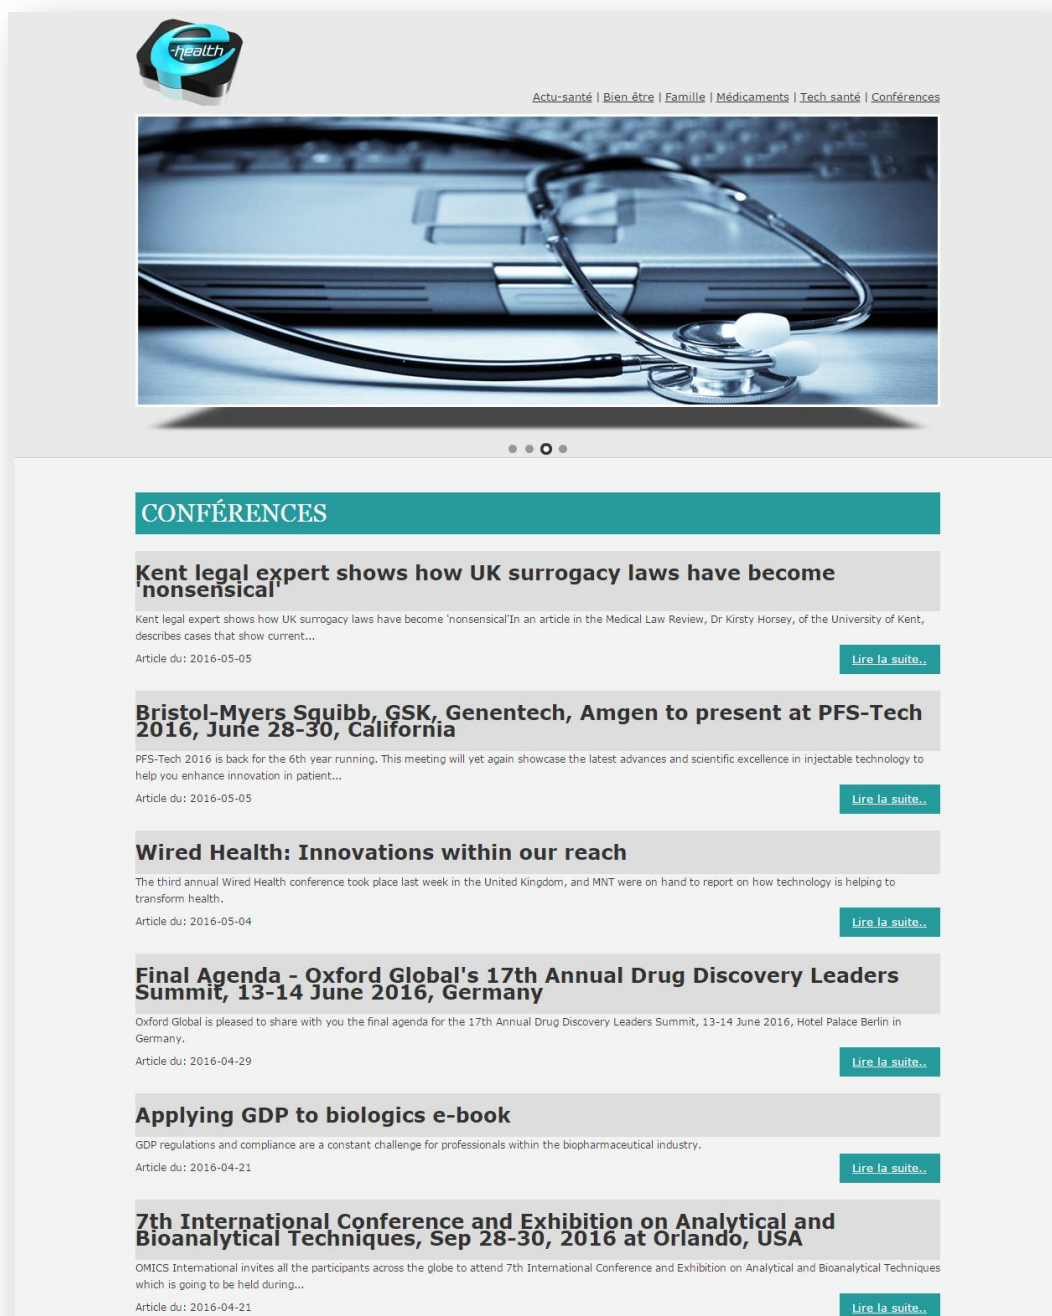 e-health
Actu-santé | Bien être | Famille | Médicaments | Tech santé | Conférences
CONFÉRENCES
Kent legal expert shows how UK surrogacy laws have become
'nonsensical'
Kent legal expert shows how UK surrogacy laws have become 'nonsensical'In an article in the Medical Law Review, Dr Kirsty Horsey, of the University of Kent,
describes cases that show current...
Article du: 2016-05-05
Lire la suite..
Bristol-Myers Squibb, GSK, Genentech, Amgen to present at PFS-Tech
2016, June 28-30, California
PFS-Tech 2016 is back for the 6th year running. This meeting will yet again showcase the latest advances and scientific excellence in injectable technology to
help you enhance innovation in patient...
Article du: 2016-05-05
Lire la suite..
Wired Health: Innovations within our reach
The third annual Wired Health conference took place last week in the United Kingdom, and MNT were on hand to report on how technology is helping to
transform health.
Article du: 2016-05-04
Lire la suite..
Final Agenda - Oxford Global's 17th Annual Drug Discovery Leaders
Summit, 13-14 June 2016, Germany
Oxford Global is pleased to share with you the final agenda for the 17th Annual Drug Discovery Leaders Summit, 13-14 June 2016, Hotel Palace Berlin in
Germany.
Article du: 2016-04-29
Lire la suite..
Applying GDP to biologics e-book
GDP regulations and compliance are a constant challenge for professionals within the biopharmaceutical industry.
Article du: 2016-04-21
Lire la suite..
7th International Conference and Exhibition on Analytical and
Bioanalytical Techniques, Sep 28-30, 2016 at Orlando, USA
OMICS International invites all the participants across the globe to attend 7th International Conference and Exhibition on Analytical and Bioanalytical Techniques
which is going to be held during...
Article du: 2016-04-21
Lire la suite..